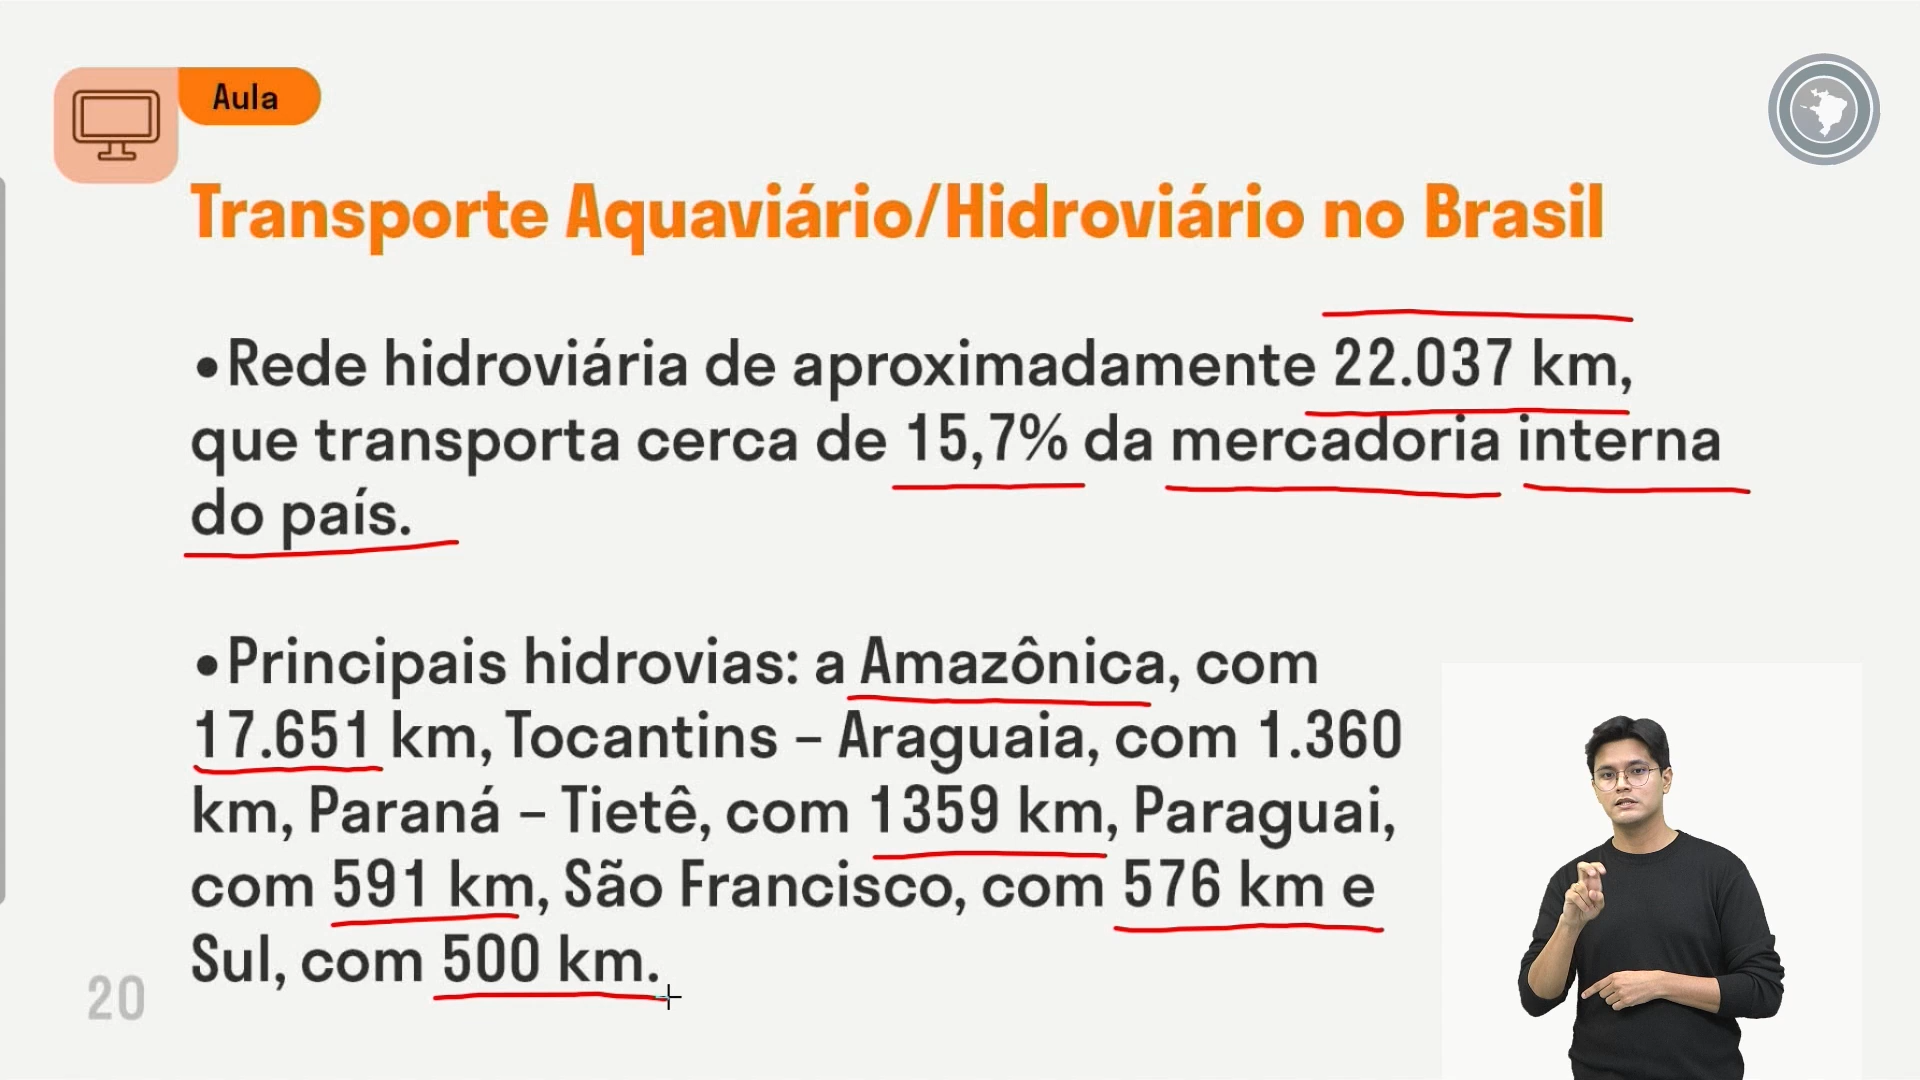 Aula
Transporte Aquaviário/Hidroviário no Brasil
•Rede hidroviária de aproximadamente 22.037 km,
que transporta cerca de 15,7% da mercadoria interna
do país.
•Principais hidrovias: a Amazônica, com
17.651 km, Tocantins – Araguaia, com 1.360
km, Paraná – Tietê, com 1359 km, Paraguai,
com 591 km, São Francisco, com 576 km e
Sul, com 500 km.
20